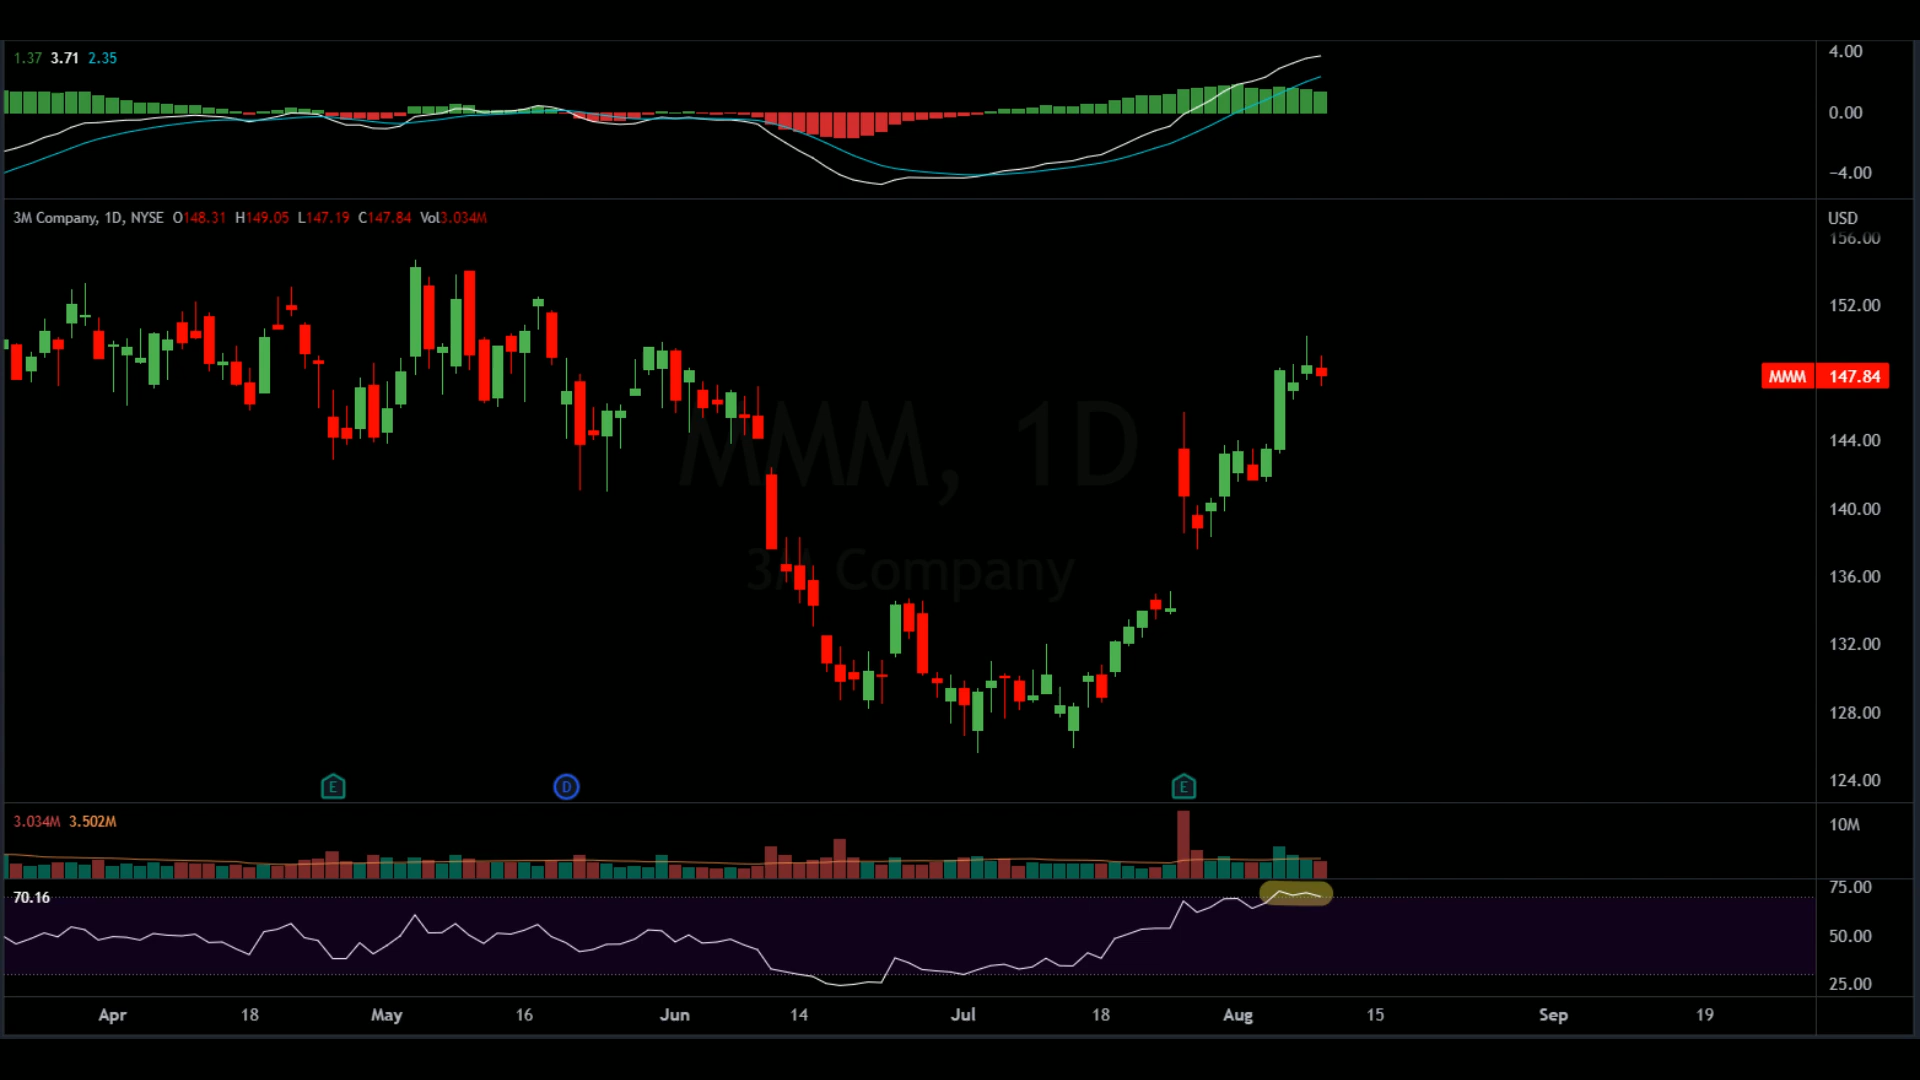 1.37 3.71 2.35
4.00
0.00
−4.00
3M Company, 1D, NYSE O148.31 H149.05 L147.19 C147.84 Vol3.034M
USD
156.00
152.00
MMM 147.84
144.00
MMM, 1D
140.00
3M Company
136.00
132.00
128.00
124.00
E D E
3.034M 3.502M
10M
75.00
70.16
50.00
25.00
Apr 18 May 16 Jun 14 Jul 18 Aug 15 Sep 19